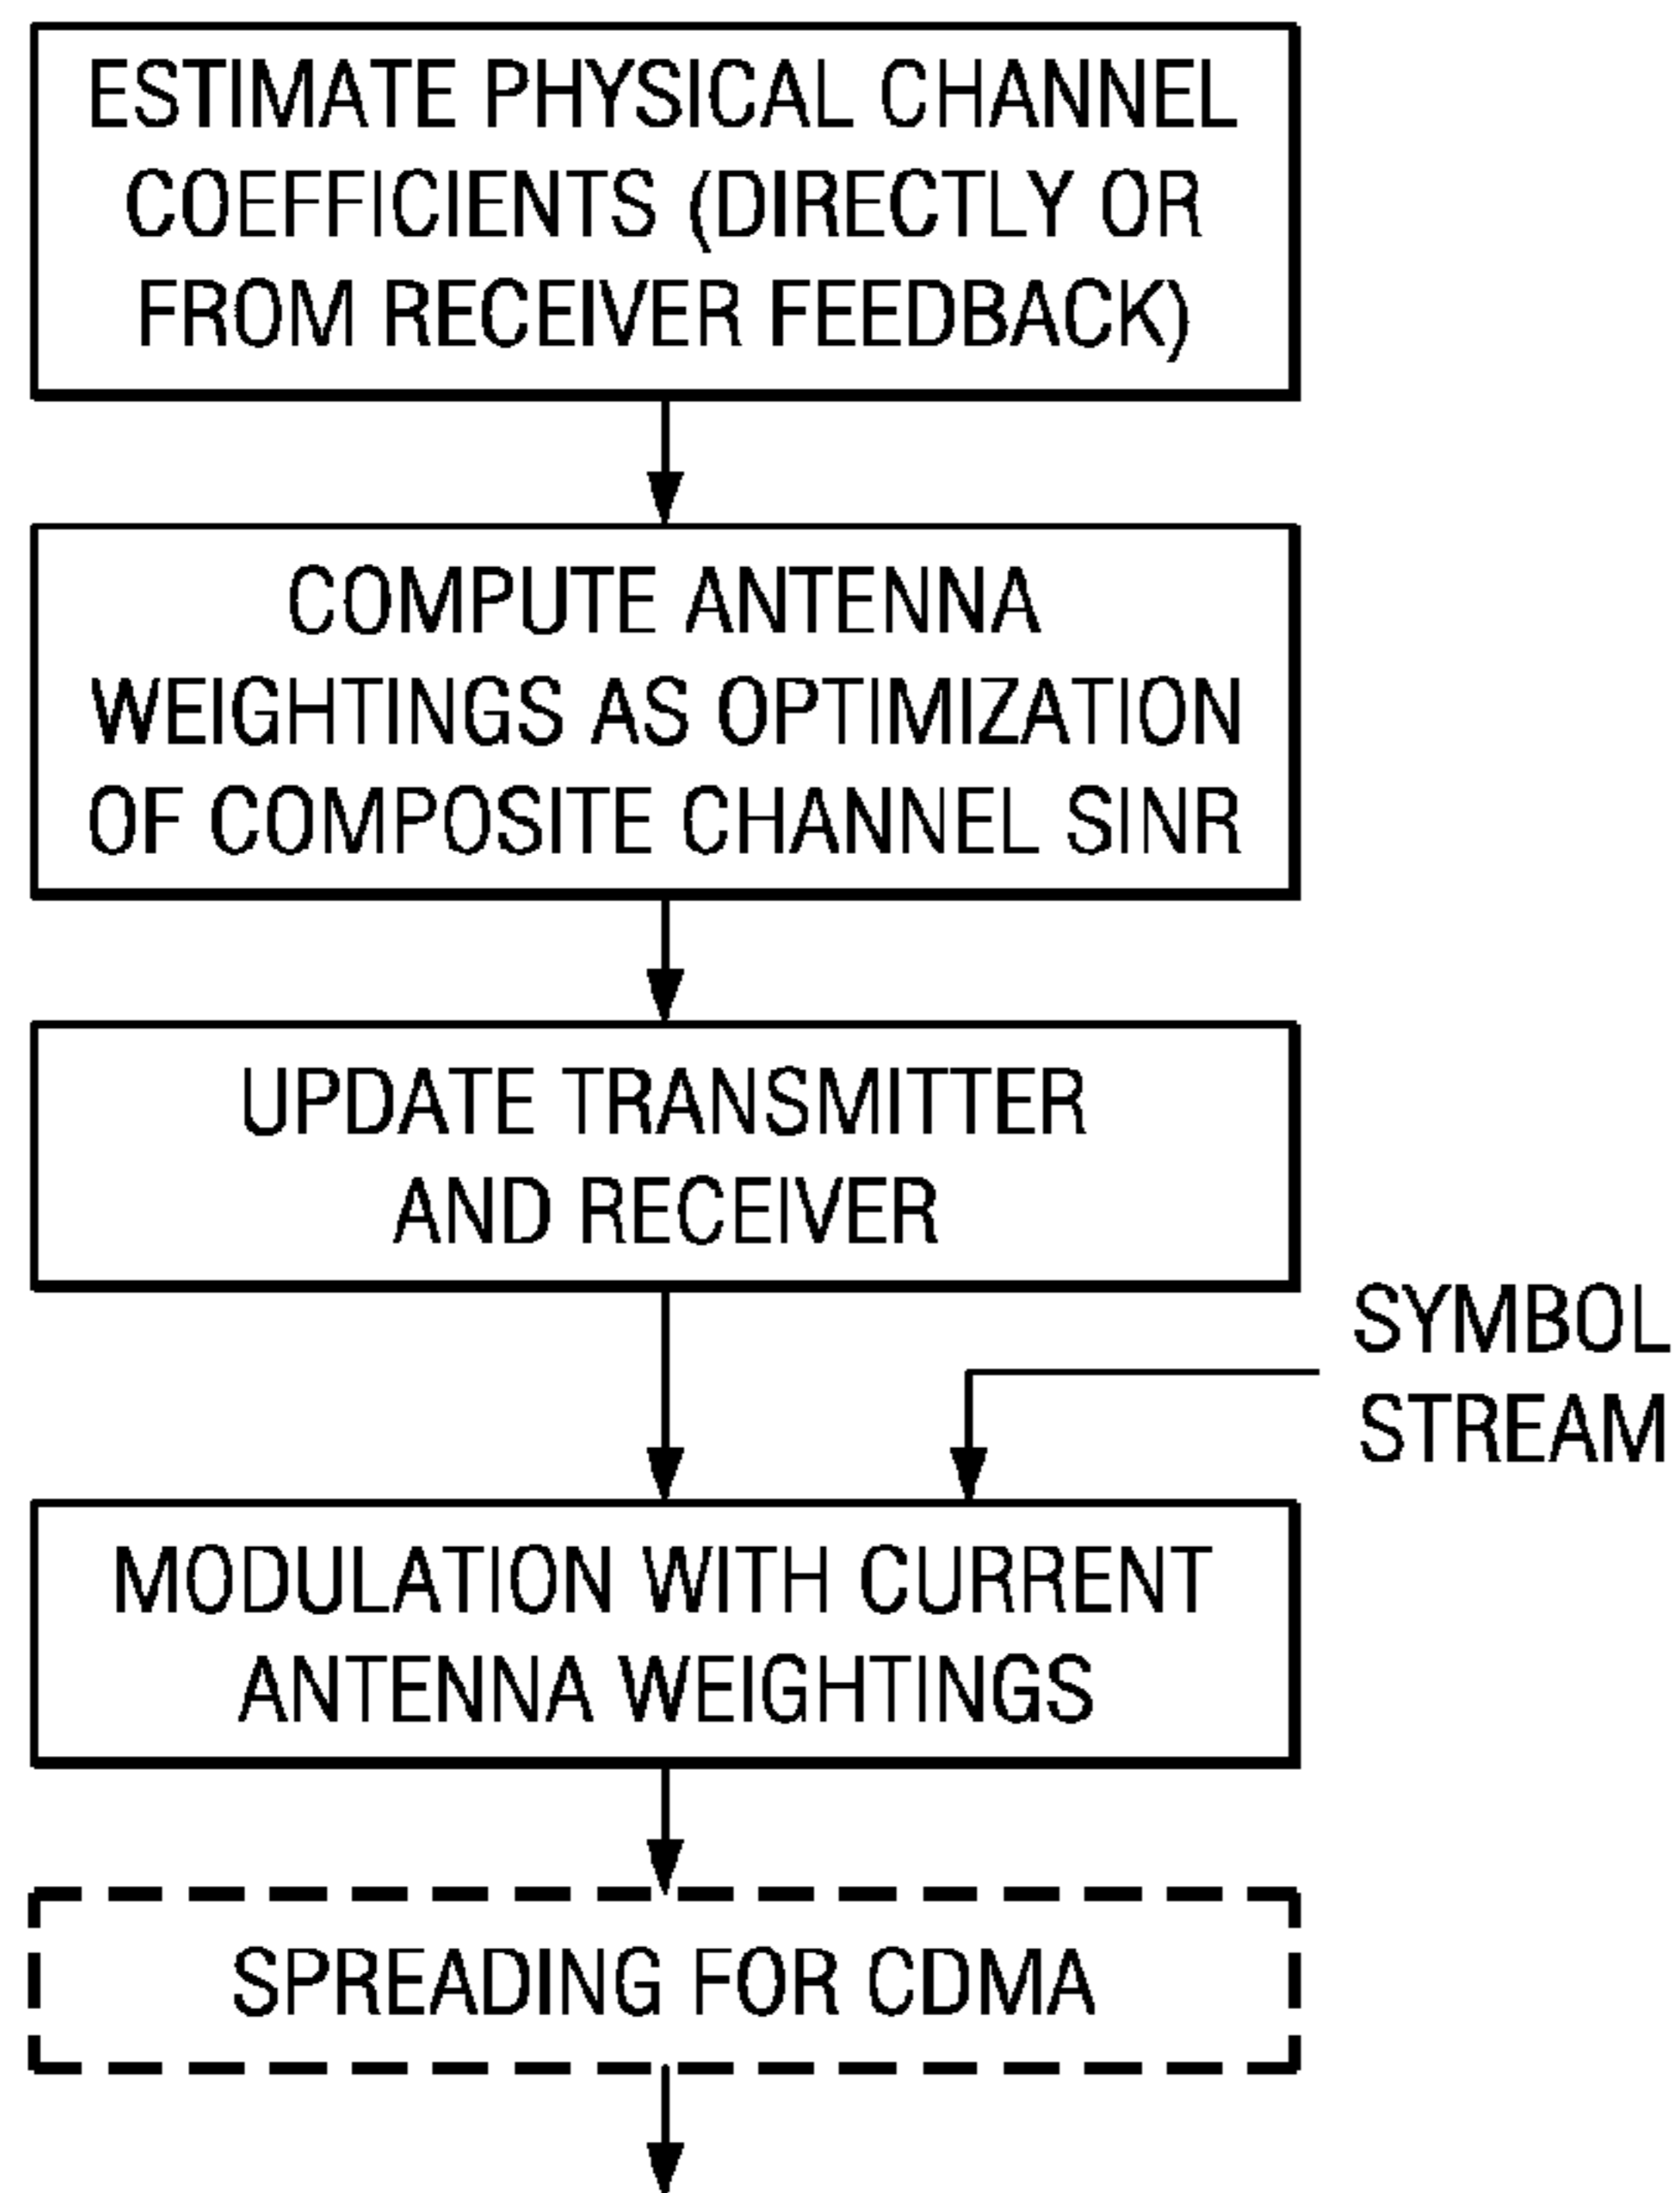 ESTIMATE PHYSICAL CHANNEL
COEFFICIENTS (DIRECTLY OR
FROM RECEIVER FEEDBACK)
COMPUTE ANTENNA
WEIGHTINGS AS OPTIMIZATION
OF COMPOSITE CHANNEL SINR
UPDATE TRANSMITTER
AND RECEIVER
SYMBOL
STREAM
MODULATION WITH CURRENT
ANTENNA WEIGHTINGS
SPREADING FOR CDMA